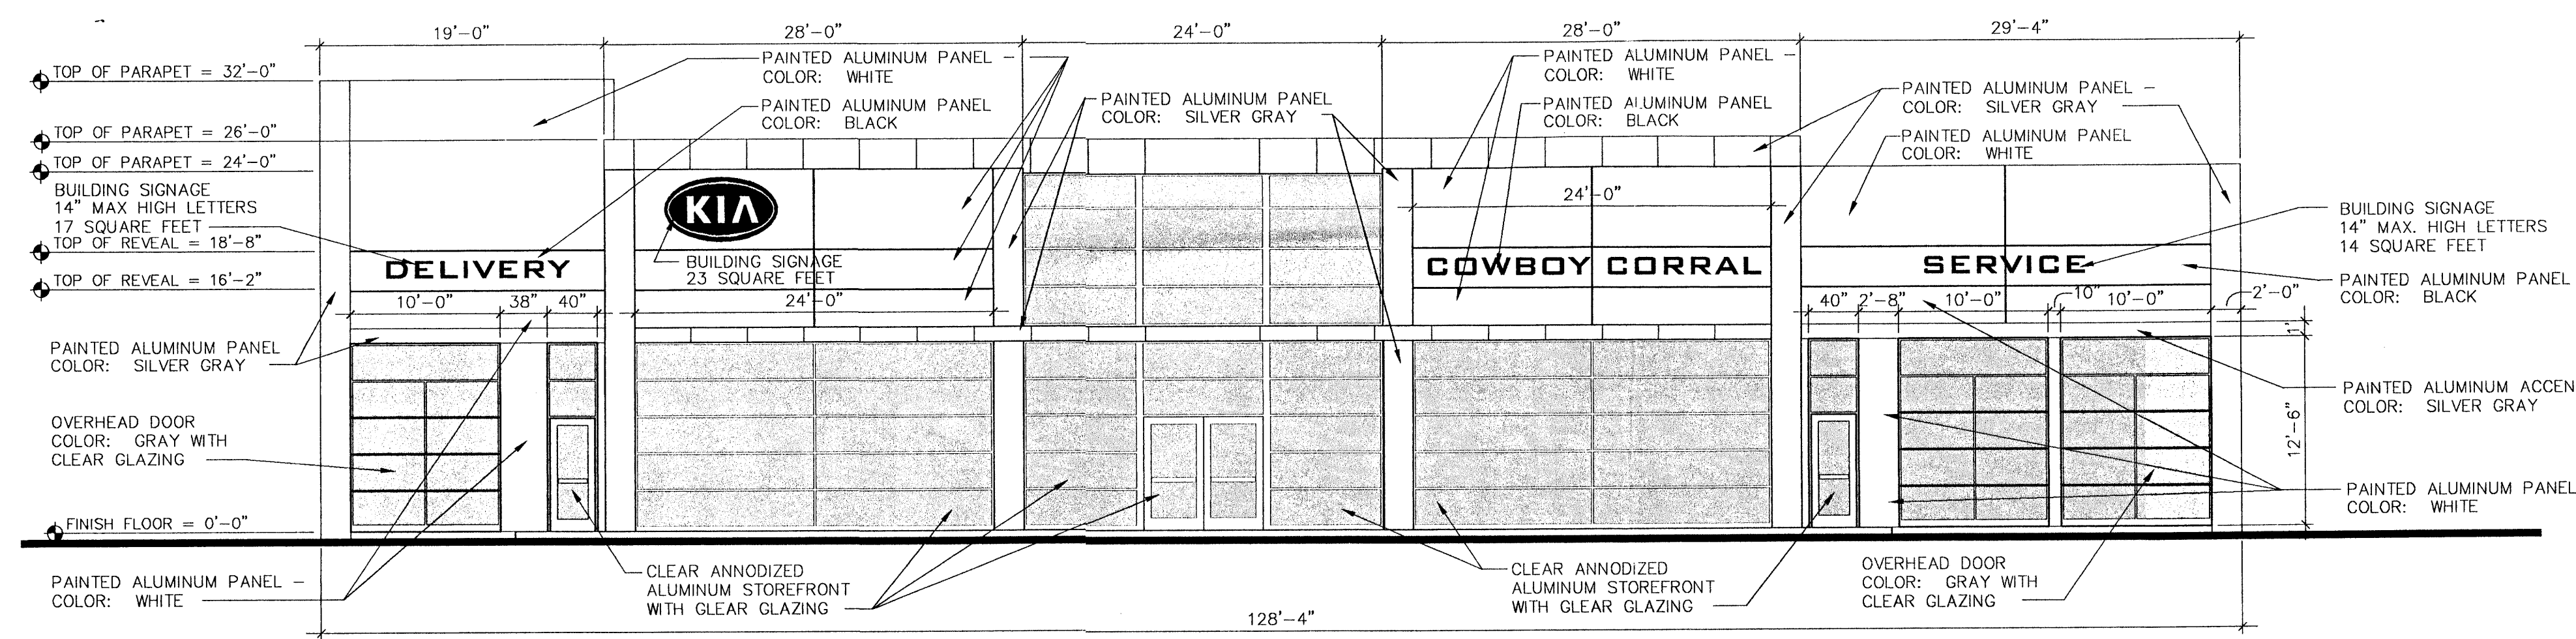 19'-0"
28'-0"
24'-0"
28'-0"
29'-4"
TOP OF PARAPET = 32'-0"
TOP OF PARAPET = 26'-0"
TOP OF PARAPET = 24'-0"
BUILDING SIGNAGE
14" MAX HIGH LETTERS
17 SQUARE FEET
TOP OF REVEAL = 18'-8"
TOP OF REVEAL = 16'-2"
PAINTED ALUMINUM PANEL
COLOR: SILVER GRAY
OVERHEAD DOOR
COLOR: GRAY WITH
CLEAR GLAZING
FINISH FLOOR = 0'-0"
PAINTED ALUMINUM PANEL -
COLOR: WHITE
PAINTED ALUMINUM PANEL -
COLOR: WHITE
PAINTED ALUMINUM PANEL
COLOR: BLACK
PAINTED ALUMINUM PANEL
COLOR: SILVER GRAY
PAINTED ALUMINUM PANEL -
COLOR: WHITE
PAINTED ALUMINUM PANEL
COLOR: BLACK
PAINTED ALUMINUM PANEL -
COLOR: SILVER GRAY
PAINTED ALUMINUM PANEL
COLOR: WHITE
DELIVERY
10'-0" 38" 40"
KIA
BUILDING SIGNAGE
23 SQUARE FEET
24'-0"
24'-0"
COWBOY CORRAL
SERVICE
40" 2'-8" 10'-0" 10" 10'-0" 2'-0"
1'
12'-6"
BUILDING SIGNAGE
14" MAX. HIGH LETTERS
14 SQUARE FEET
PAINTED ALUMINUM PANEL
COLOR: BLACK
PAINTED ALUMINUM ACCEN
COLOR: SILVER GRAY
PAINTED ALUMINUM PANEL
COLOR: WHITE
CLEAR ANNODIZED
ALUMINUM STOREFRONT
WITH GLEAR GLAZING
CLEAR ANNODIZED
ALUMINUM STOREFRONT
WITH GLEAR GLAZING
OVERHEAD DOOR
COLOR: GRAY WITH
CLEAR GLAZING
128'-4"